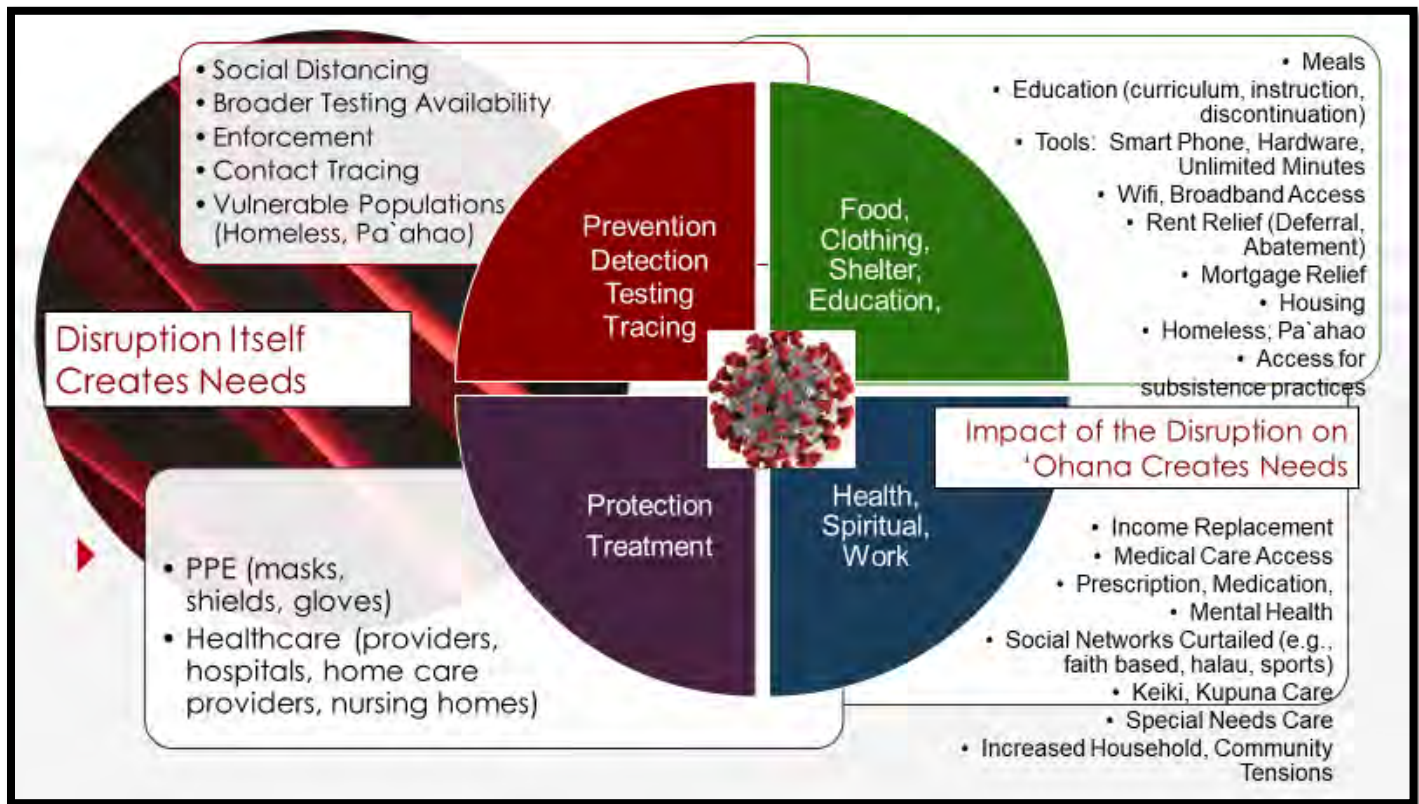 • Social Distancing
• Broader Testing Availability
• Enforcement
• Contact Tracing
• Vulnerable Populations
(Homeless, Pa`ahao)
Prevention
Detection
Testing
Tracing
Food,
Clothing,
Shelter,
Education,
• Meals
• Education (curriculum, instruction,
discontinuation)
• Tools: Smart Phone, Hardware,
Unlimited Minutes
• Wifi, Broadband Access
• Rent Relief (Deferral,
Abatement)
• Mortgage Relief
• Housing
• Homeless, Pa`ahao
• Access for
subsistence practices
Disruption Itself
Creates Needs
Impact of the Disruption on
‘Ohana Creates Needs
Protection
Treatment
Health,
Spiritual,
Work
• PPE (masks,
shields, gloves)
• Healthcare (providers,
hospitals, home care
providers, nursing homes)
• Income Replacement
• Medical Care Access
• Prescription, Medication,
• Mental Health
• Social Networks Curtailed (e.g.,
faith based, halau, sports)
• Keiki, Kupuna Care
• Special Needs Care
• Increased Household, Community
Tensions